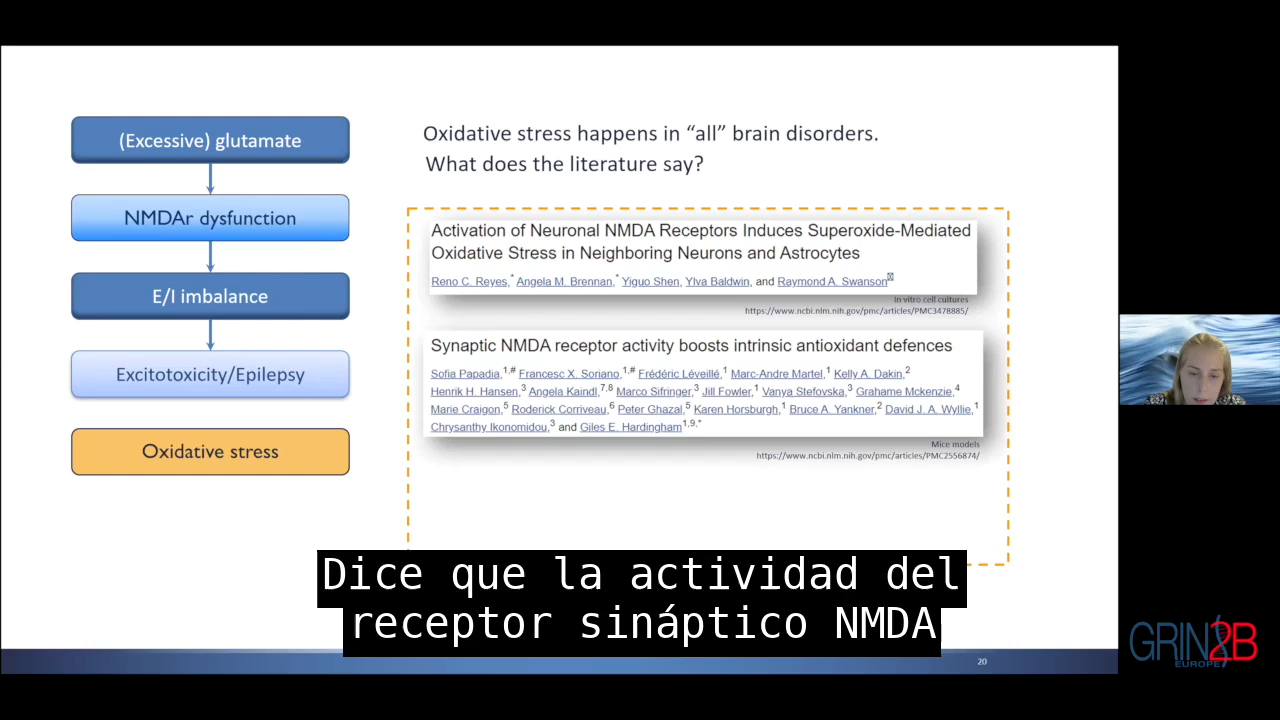 (Excessive) glutamate
NMDAr dysfunction
E/I imbalance
Excitotoxicity/Epilepsy
Oxidative stress
Oxidative stress happens in “all” brain disorders.
What does the literature say?
Activation of Neuronal NMDA Receptors Induces Superoxide-Mediated
Oxidative Stress in Neighboring Neurons and Astrocytes
Reno C. Reyes,* Angela M. Brennan,* Yiguo Shen, Ylva Baldwin, and Raymond A. Swanson
In vitro cell cultures
https://www.ncbi.nlm.nih.gov/pmc/articles/PMC3478885/
Synaptic NMDA receptor activity boosts intrinsic antioxidant defences
Sofia Papadia,1,# Francesc X. Soriano,1,# Frédéric Léveillé,1 Marc-Andre Martel,1 Kelly A. Dakin,2
Henrik H. Hansen,3 Angela Kaindl,7,8 Marco Sifringer,3 Jill Fowler,1 Vanya Stefovska,3 Grahame Mckenzie,4
Marie Craigon,5 Roderick Corriveau,6 Peter Ghazal,5 Karen Horsburgh,1 Bruce A. Yankner,2 David J. A. Wyllie,1
Chrysanthy Ikonomidou,3 and Giles E. Hardingham1,9,*
Mice models
https://www.ncbi.nlm.nih.gov/pmc/articles/PMC2556874/
Dice que la actividad del
receptor sináptico NMDA
20
GRIN2B
EUROPE